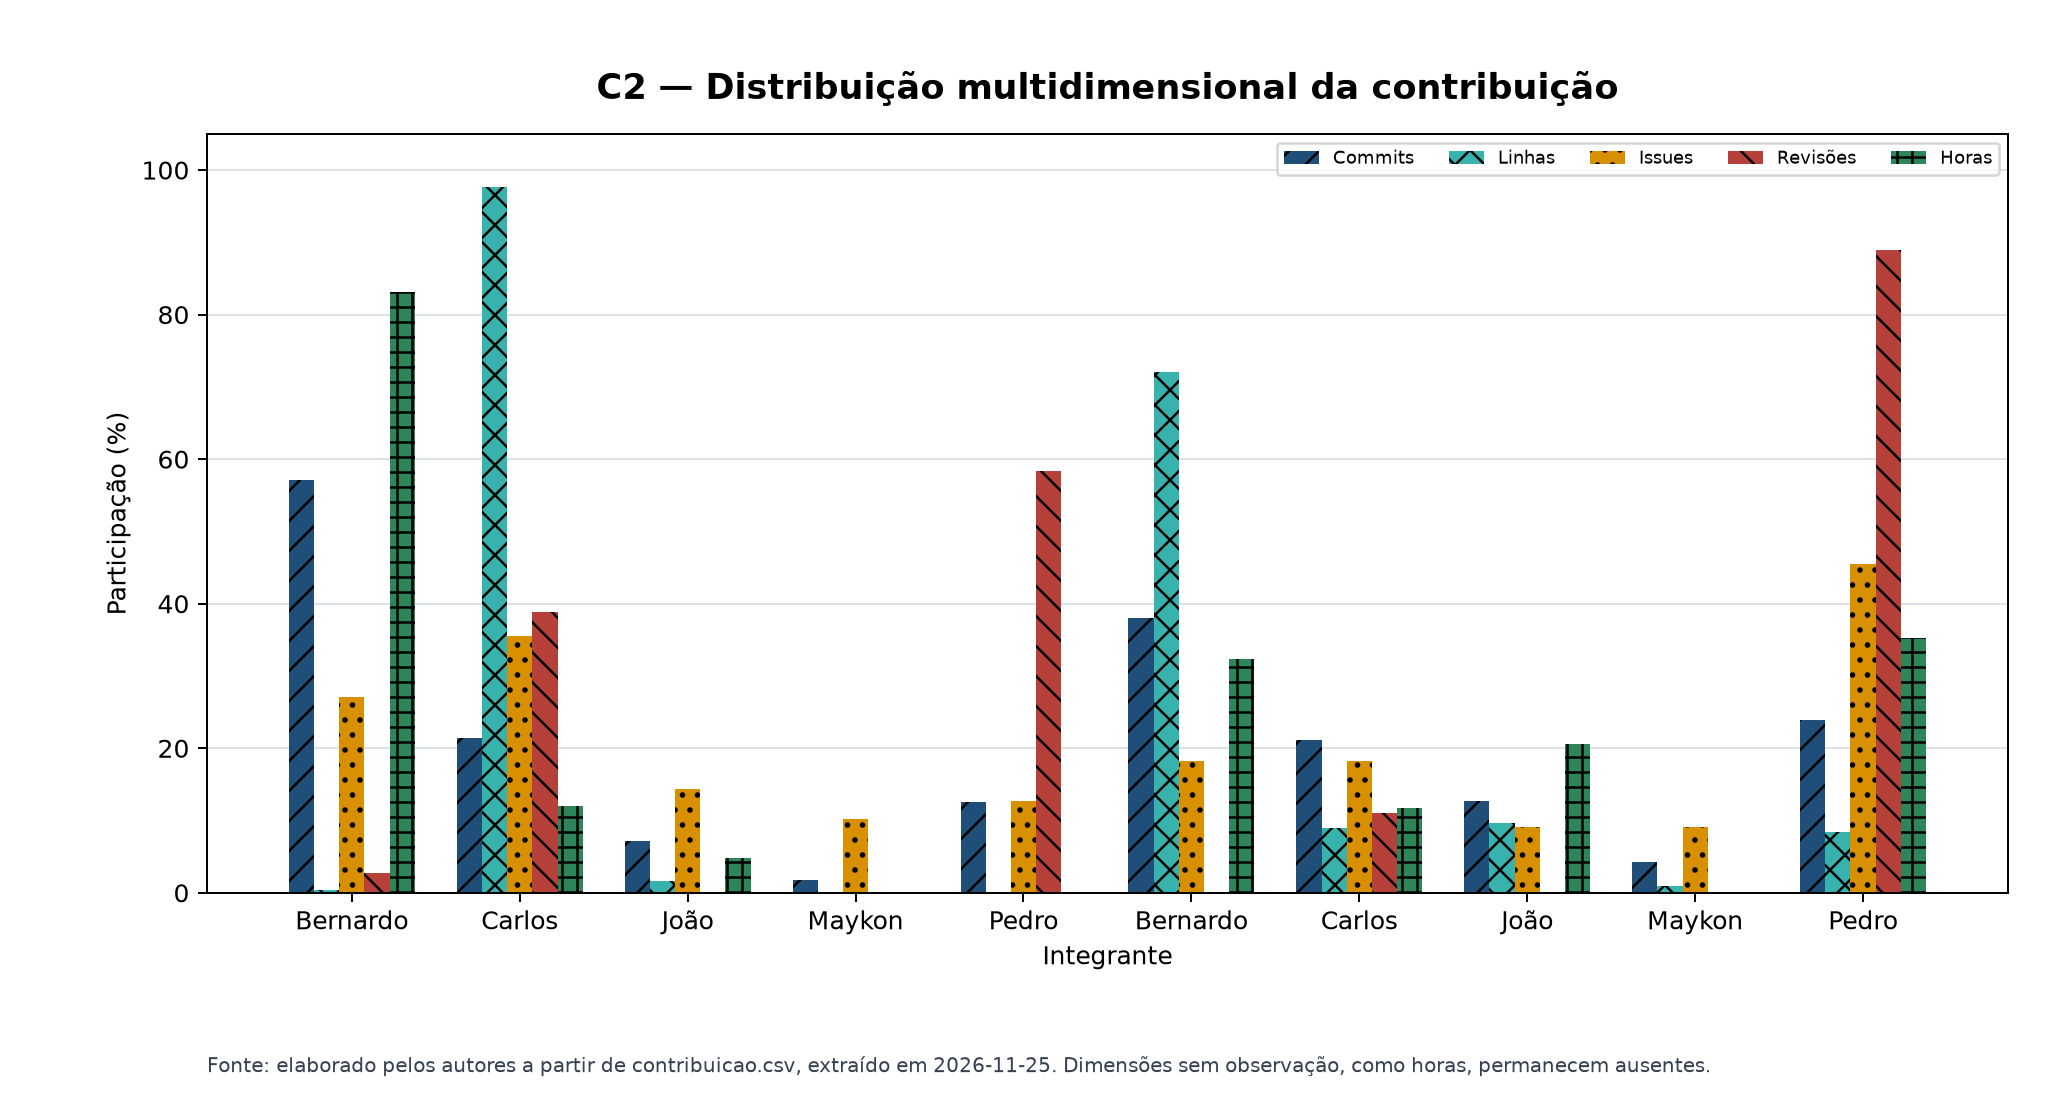 C2 — Distribuição multidimensional da contribuição
Commits Linhas Issues Revisões Horas
100
80
60
40
20
0
Participação (%)
Bernardo Carlos João Maykon Pedro Bernardo Carlos João Maykon Pedro
Integrante
Fonte: elaborado pelos autores a partir de contribuicao.csv, extraído em 2026-11-25. Dimensões sem observação, como horas, permanecem ausentes.